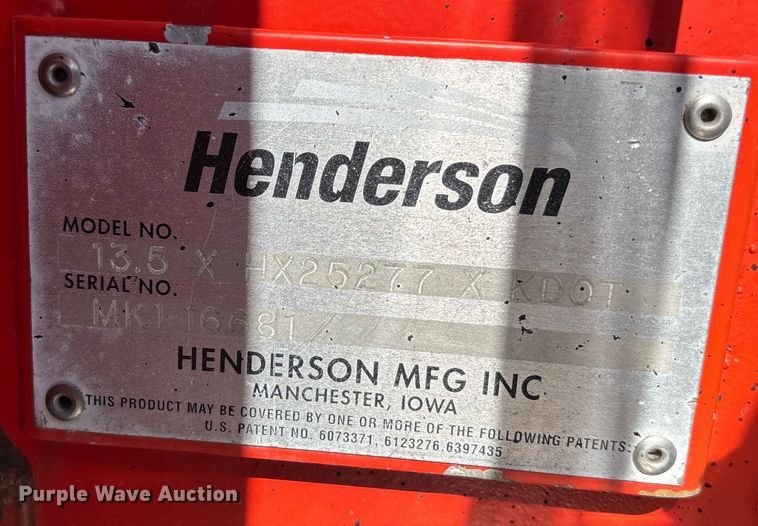 Henderson
MODEL NO.
13.5 X HX25277 X KDOT
SERIAL NO.
MK1-16681
HENDERSON MFG INC
MANCHESTER, IOWA
THIS PRODUCT MAY BE COVERED BY ONE OR MORE OF THE FOLLOWING PATENTS:
U.S. PATENT NO. 6073371, 6123276,6397435
Purple Wave Auction